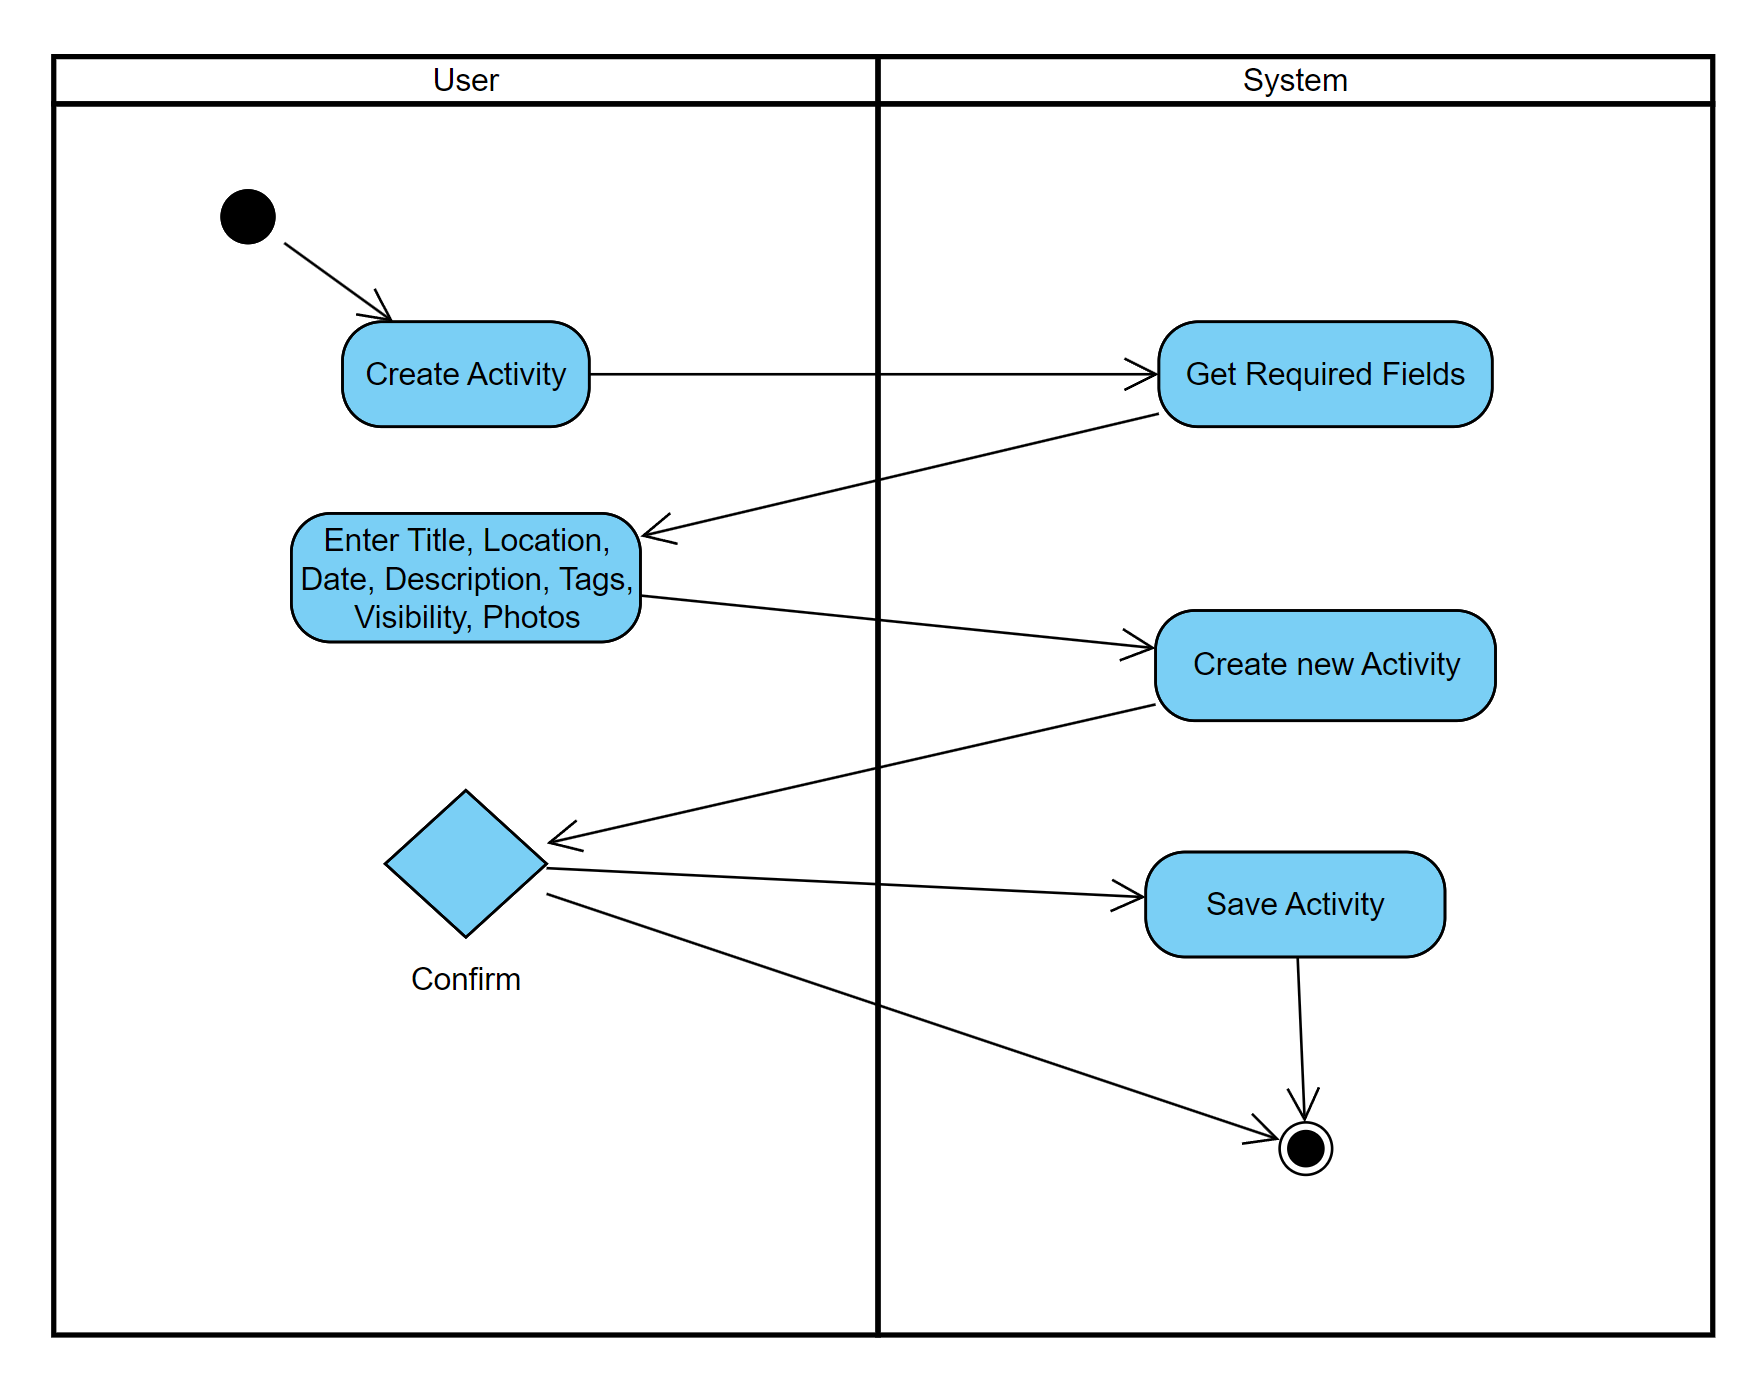 User
System
Create Activity
Get Required Fields
Enter Title, Location,
Date, Description, Tags,
Visibility, Photos
Create new Activity
Save Activity
Confirm